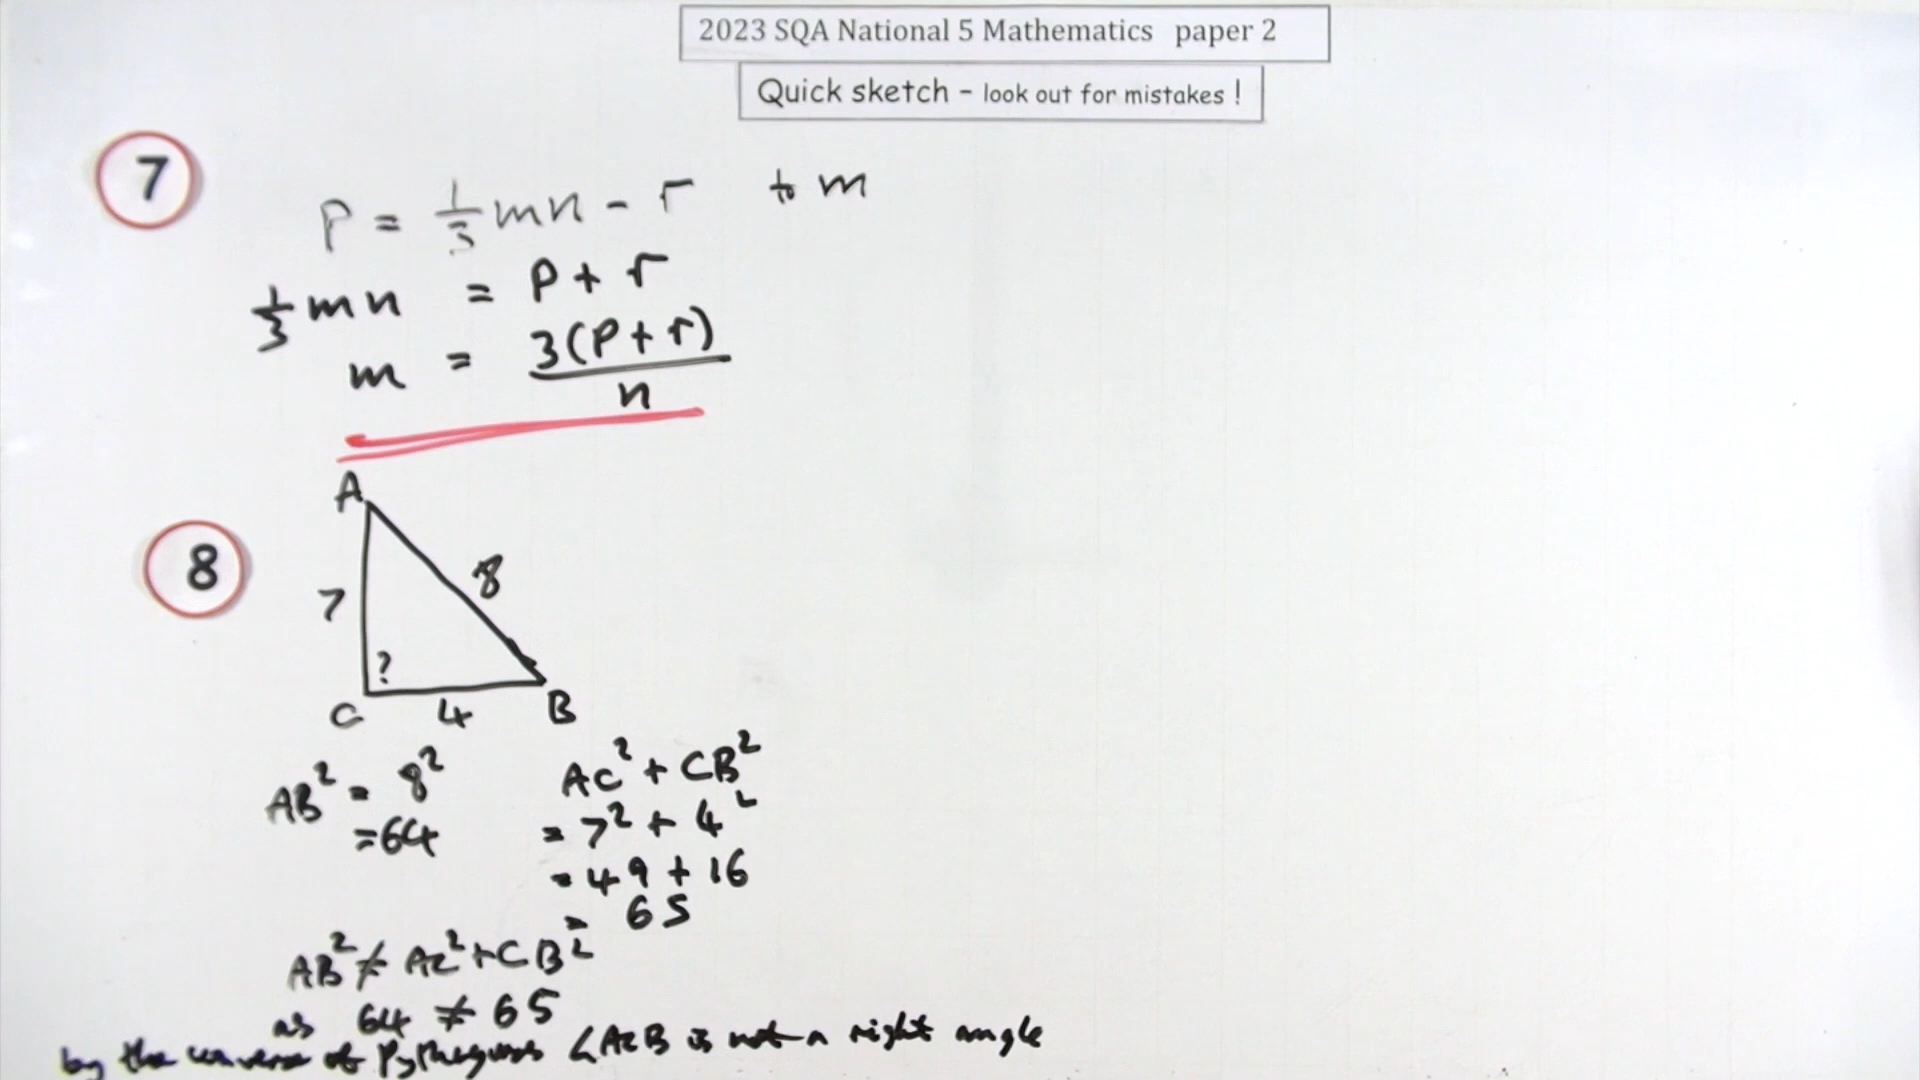 2023 SQA National 5 Mathematics paper 2
Quick sketch – look out for mistakes !
7
P = 1/3 mn - r to m
1/3 mn = P + r
m = 3(P + r)/n
8
A
7
8
?
C
4
B
AB² = 8²
= 64
AC² + CB²
= 7² + 4²
= 49 + 16
= 65
AB² ≠ AC² + CB²
as 64 ≠ 65
by the converse of Pythagoras ∠ACB is not a right angle